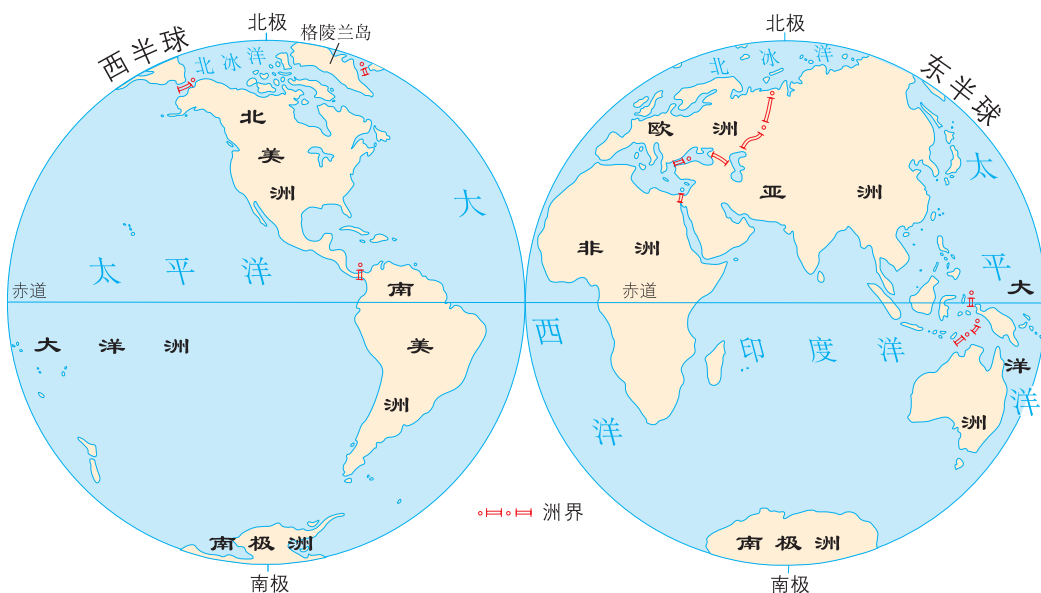 西半球
北极
格陵兰岛
北冰洋
北美洲
大
太平洋
赤道
南美洲
大洋洲
南极洲
南极
东半球
北极
北冰洋
欧洲
亚洲
非洲
太平洋
赤道
大洋洲
西洋
印度洋
南极洲
南极
洲界